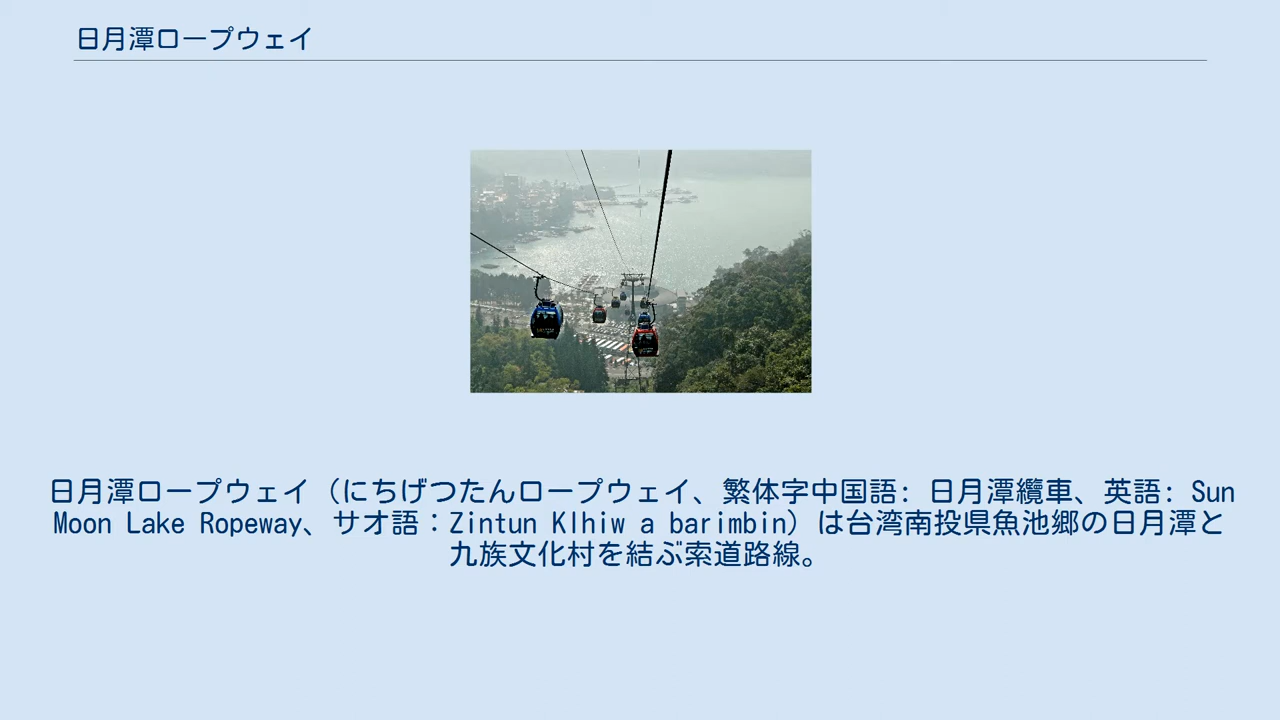 日月潭ロープウェイ
日月潭ロープウェイ（にちげつたんロープウェイ、繁体字中国語: 日月潭纜車、英語: Sun
Moon Lake Ropeway、サオ語：Zintun Klhiw a barimbin）は台湾南投県魚池郷の日月潭と
九族文化村を結ぶ索道路線。